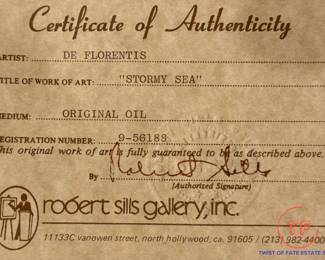 Certificate of Authenticity
ARTIST: DE FLORENTIS
TITLE OF WORK OF ART: "STORMY SEA"
MEDIUM: ORIGINAL OIL
REGISTRATION NUMBER: 9-56188
This original work of art is fully guaranteed to be as described above.
By Robert Sills
(Authorized Signature)
robert sills gallery, inc.
11133C vanowen street, north hollywood, ca. 91605 / (213) 982-4400
TWIST OF FATE ESTATE S